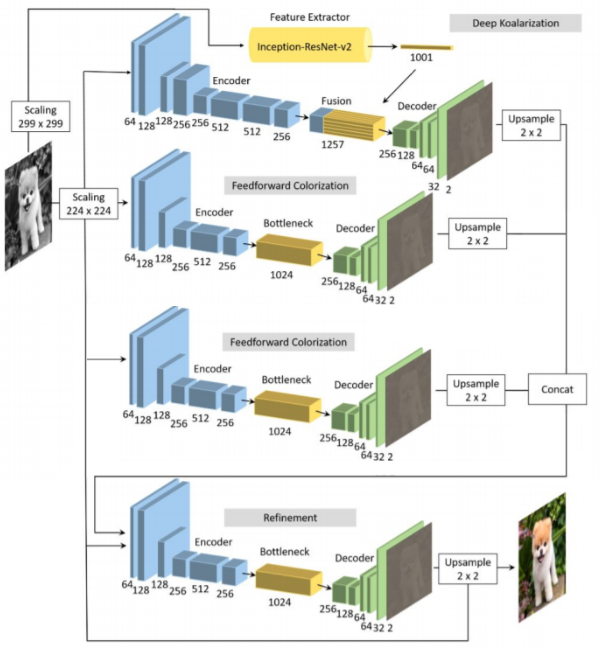 Feature Extractor
Deep Koalarization
Inception-ResNet-v2
1001
Scaling
299 x 299
Encoder
Fusion
Decoder
64 128 128 256 256 512 512 256
1257
256 128 64 64 32 2
Upsample
2 x 2
Scaling
224 x 224
Feedforward Colorization
Encoder
Bottleneck
Decoder
64 128 128 256 512 256
1024
256 128 64 64 32 2
Upsample
2 x 2
Feedforward Colorization
Encoder
Bottleneck
Decoder
64 128 128 256 512 256
1024
256 128 64 64 32 2
Upsample
2 x 2
Concat
Refinement
Encoder
Bottleneck
Decoder
64 128 128 256 512 256
1024
256 128 64 64 32 2
Upsample
2 x 2